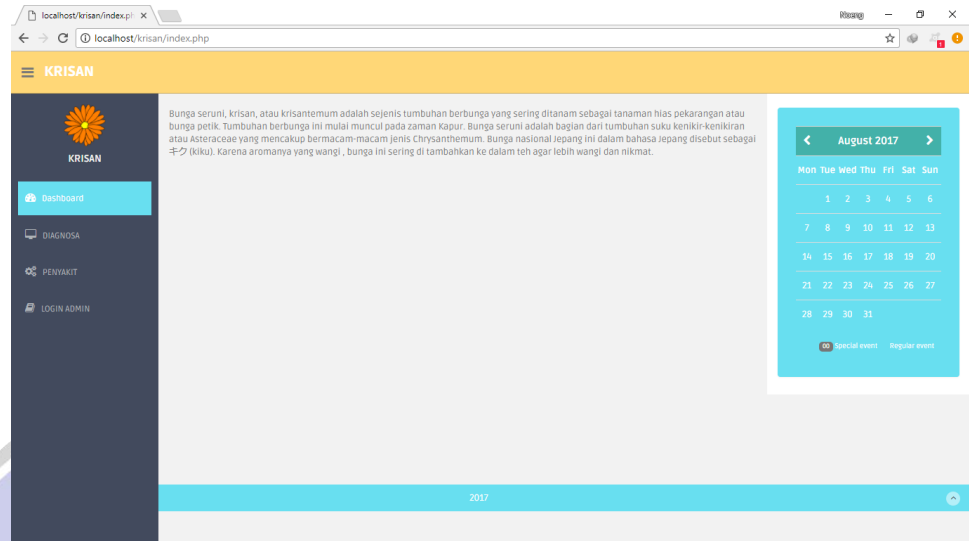 localhost/krisan/index.ph
Noeng
localhost/krisan/index.php
KRISAN
KRISAN
Dashboard
DIAGNOSA
PENYAKIT
LOGIN ADMIN
Bunga seruni, krisan, atau krisantemum adalah sejenis tumbuhan berbunga yang sering ditanam sebagai tanaman hias pekarangan atau
bunga petik. Tumbuhan berbunga ini mulai muncul pada zaman Kapur. Bunga seruni adalah bagian dari tumbuhan suku kenikir-kenikiran
atau Asteraceae yang mencakup bermacam-macam jenis Chrysanthemum. Bunga nasional Jepang ini dalam bahasa Jepang disebut sebagai
キク (kiku). Karena aromanya yang wangi , bunga ini sering di tambahkan ke dalam teh agar lebih wangi dan nikmat.
August 2017
Mon Tue Wed Thu Fri Sat Sun
1 2 3 4 5 6
7 8 9 10 11 12 13
14 15 16 17 18 19 20
21 22 23 24 25 26 27
28 29 30 31
00 Special event Regular event
2017